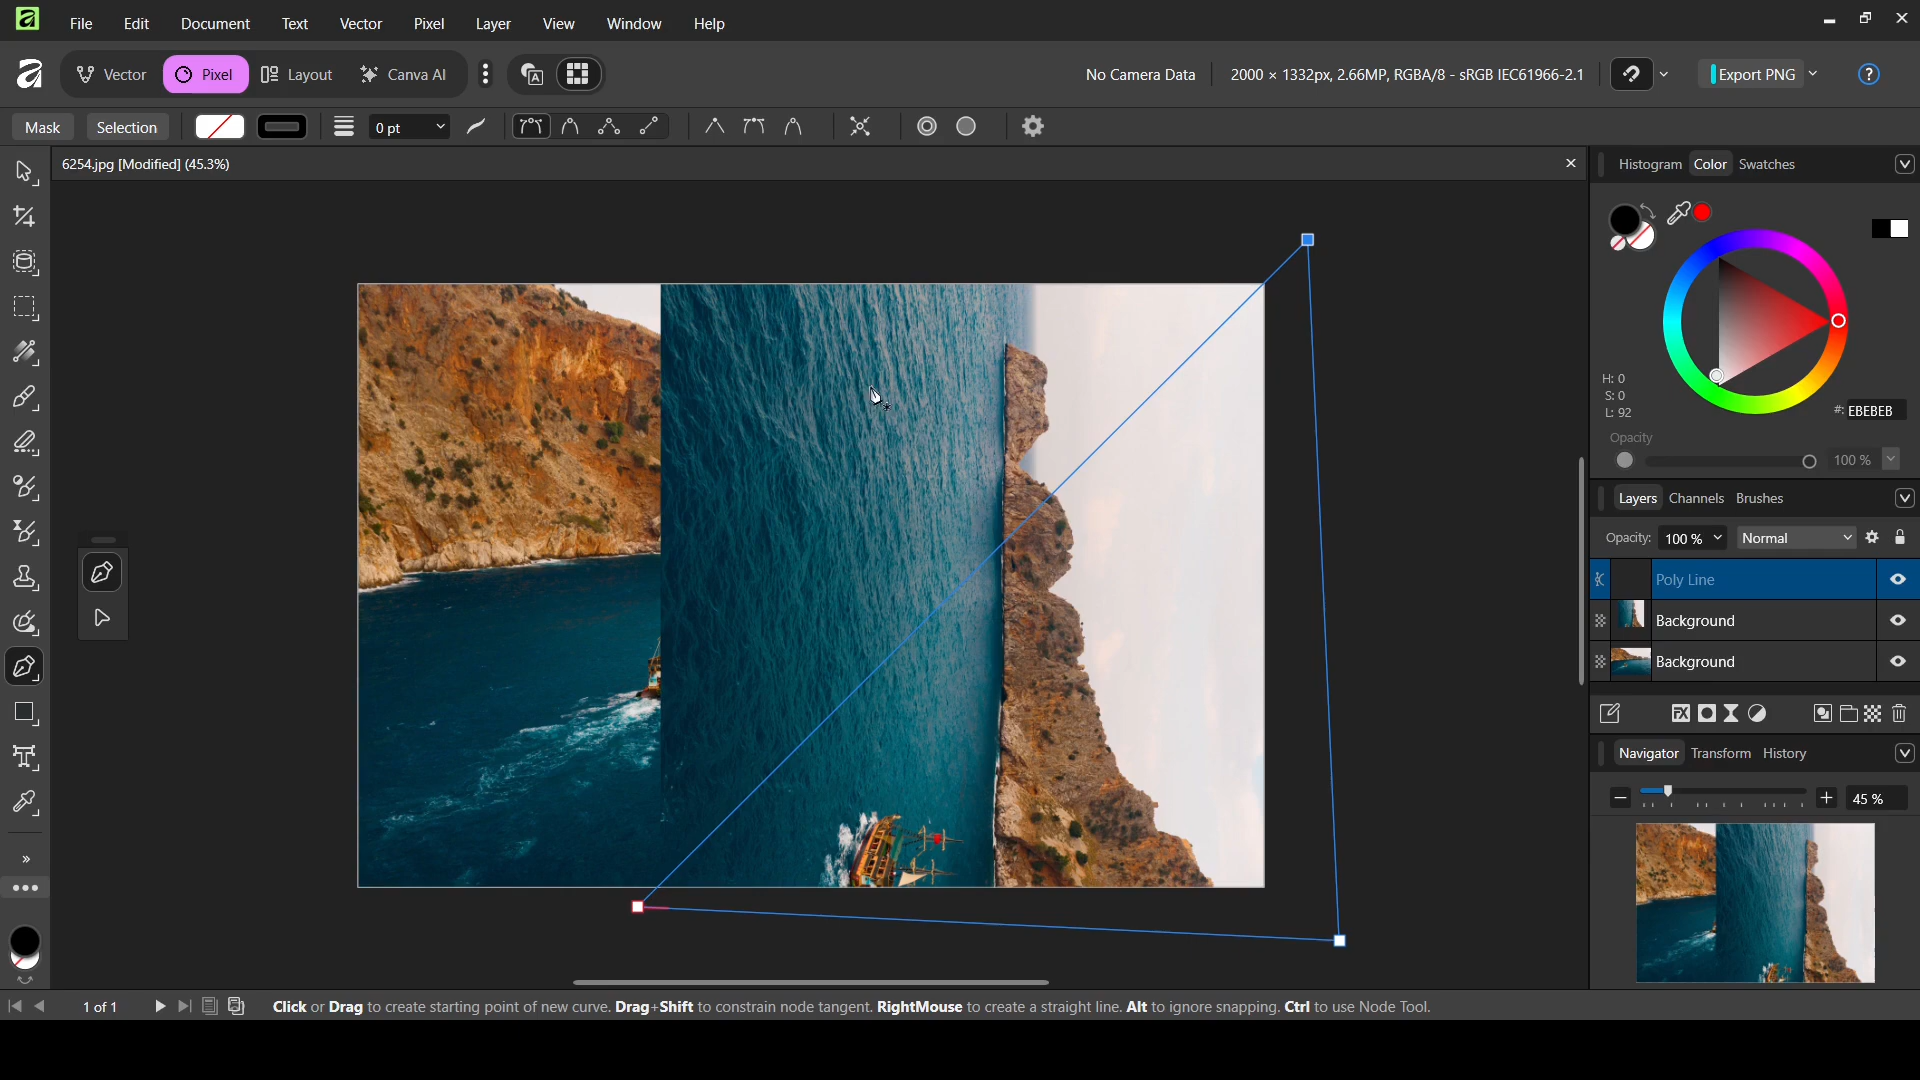 File Edit Document Text Vector Pixel Layer View Window Help
Vector Pixel Layout Canva AI No Camera Data 2000 × 1332px, 2.66MP, RGBA/8 - sRGB IEC61966-2.1 Export PNG ?
Mask Selection 0 pt
6254.jpg [Modified] (45.3%)
Histogram Color Swatches
H: 0
S: 0
L: 92
#: EBEBEB
Opacity
100 %
Layers Channels Brushes
Opacity: 100 % Normal
Poly Line
Background
Background
Navigator Transform History
45 %
1 of 1 Click or Drag to create starting point of new curve. Drag+Shift to constrain node tangent. RightMouse to create a straight line. Alt to ignore snapping. Ctrl to use Node Tool.